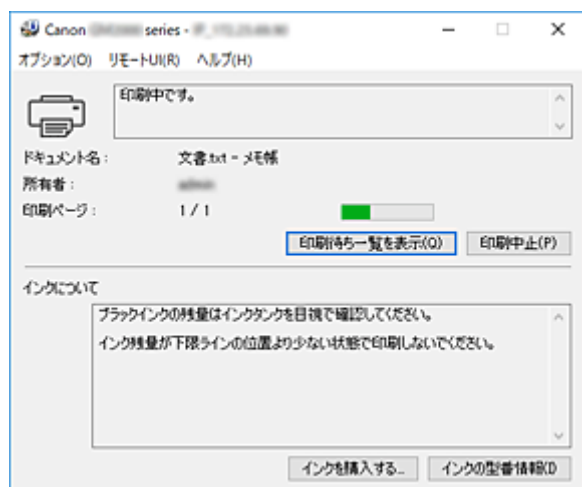 Canon series -
オプション(O) リモートUI(R) ヘルプ(H)
印刷中です。
ドキュメント名: 文書.txt - メモ帳
所有者:
印刷ページ: 1 / 1
印刷待ち一覧を表示(Q) 印刷中止(P)
インクについて
ブラックインクの残量はインクタンクを目視で確認してください。
インク残量が下限ラインの位置より少ない状態で印刷しないでください。
インクを購入する... インクの型番情報(I)